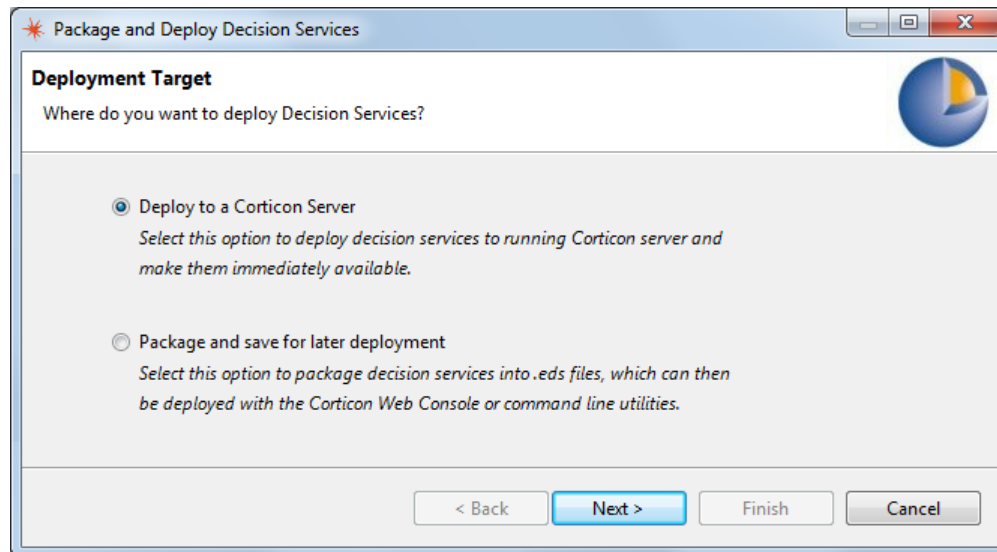 Package and Deploy Decision Services
Deployment Target
Where do you want to deploy Decision Services?
Deploy to a Corticon Server
Select this option to deploy decision services to running Corticon server and
make them immediately available.
Package and save for later deployment
Select this option to package decision services into .eds files, which can then
be deployed with the Corticon Web Console or command line utilities.
< Back Next > Finish Cancel